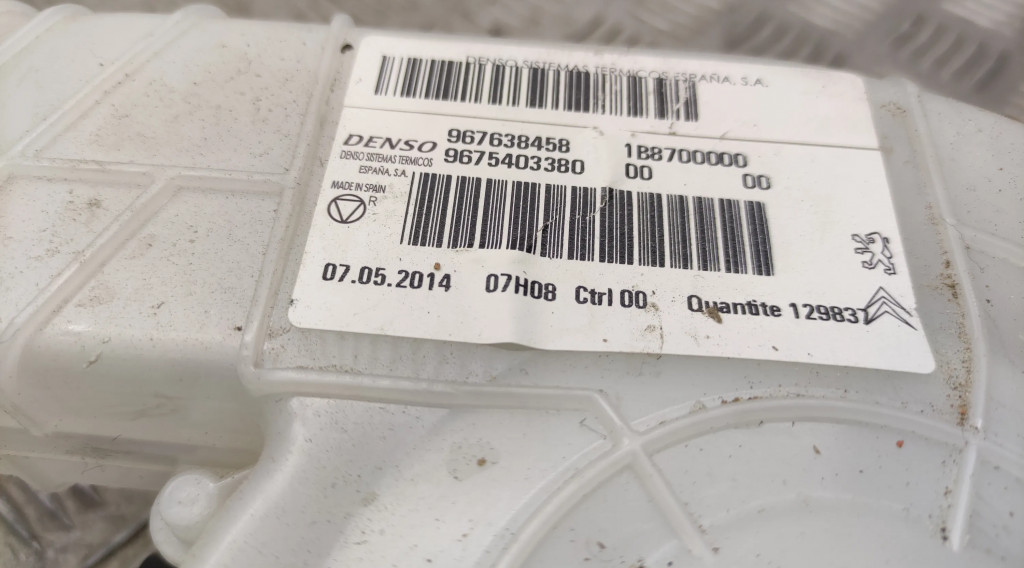 DENSO SISTEMAS TERMICOS ESPAÑA, S.A.
DENSO 967638458 1B8700000
DENSO SISTEMAS TERMICOS 9675403380 00 00
ESPAÑA, S.A.
MADE IN SPAIN
R
07.05.2014 07H08 Ctrl 00 Quantite 129837